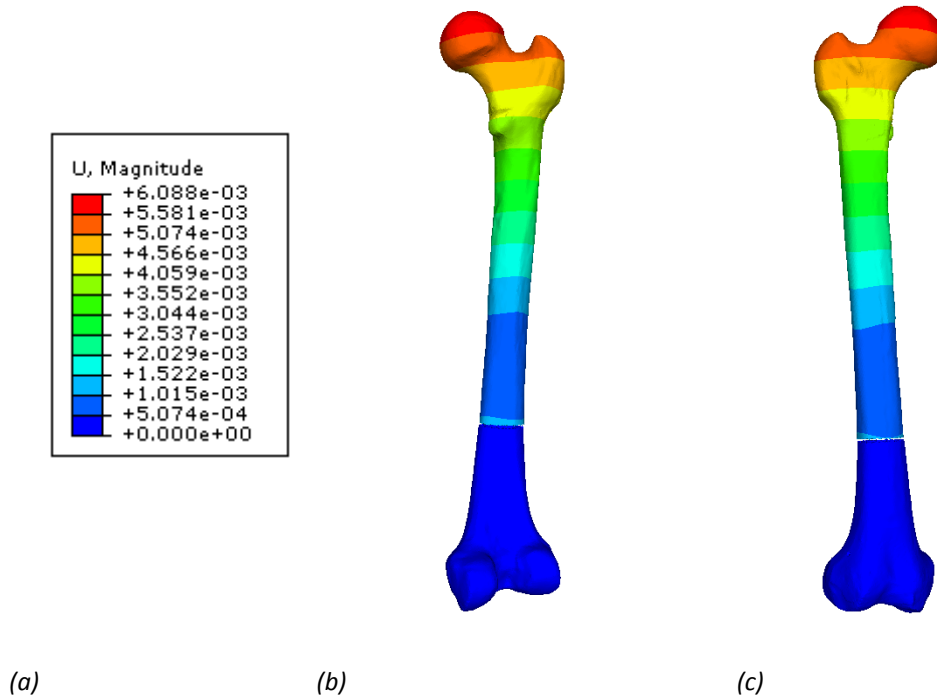 U, Magnitude
+6.088e-03
+5.581e-03
+5.074e-03
+4.566e-03
+4.059e-03
+3.552e-03
+3.044e-03
+2.537e-03
+2.029e-03
+1.522e-03
+1.015e-03
+5.074e-04
+0.000e+00
(a) (b) (c)